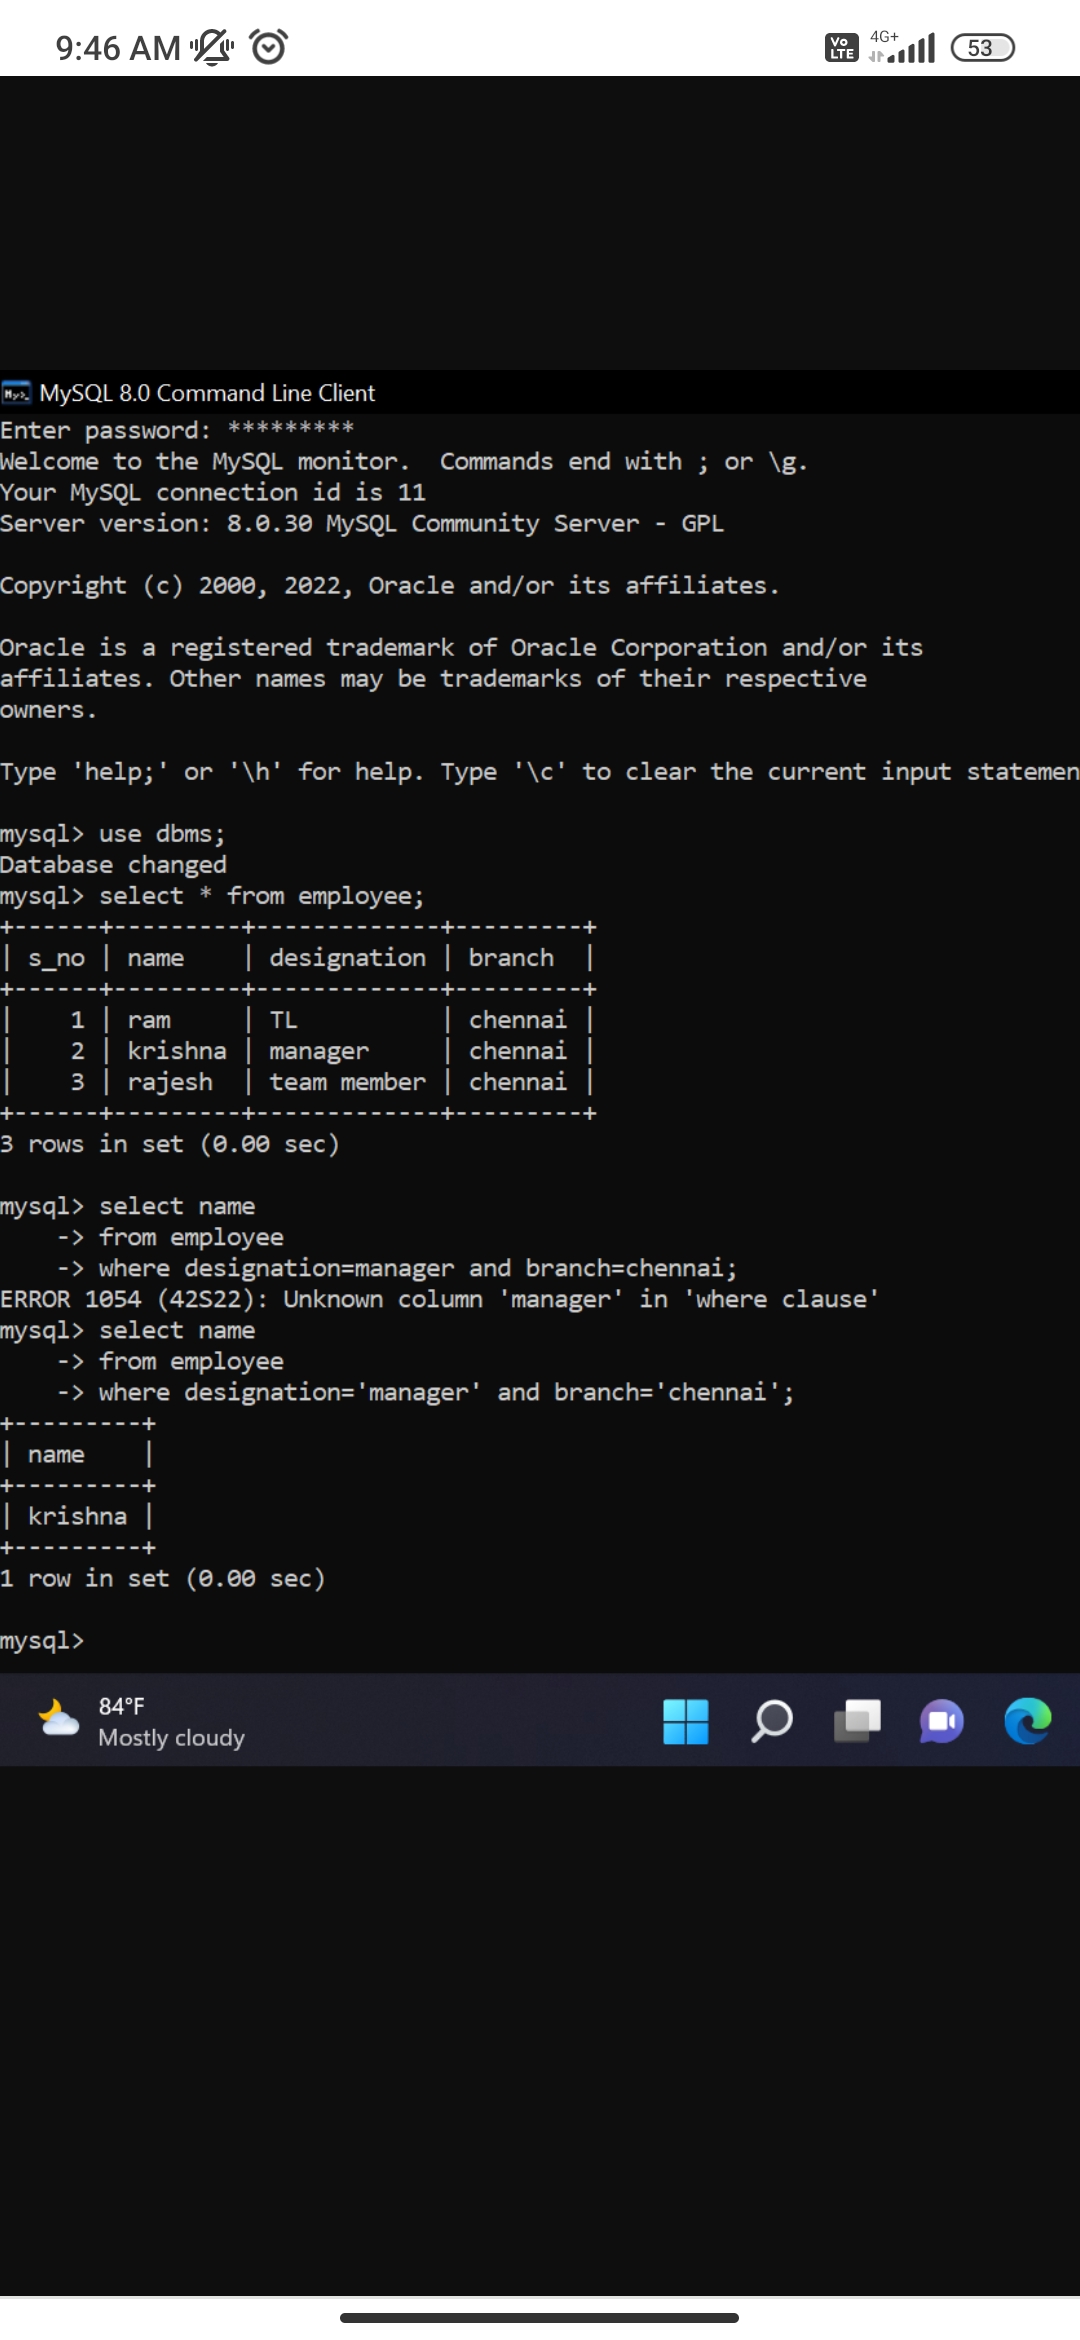 9:46 AM
Vo LTE 4G+ 53
MySQL 8.0 Command Line Client
Enter password: *********
Welcome to the MySQL monitor.  Commands end with ; or \g.
Your MySQL connection id is 11
Server version: 8.0.30 MySQL Community Server - GPL
Copyright (c) 2000, 2022, Oracle and/or its affiliates.
Oracle is a registered trademark of Oracle Corporation and/or its
affiliates. Other names may be trademarks of their respective
owners.
Type 'help;' or '\h' for help. Type '\c' to clear the current input statemen
mysql> use dbms;
Database changed
mysql> select * from employee;
+------+---------+-------------+---------+
| s_no | name    | designation | branch  |
+------+---------+-------------+---------+
|    1 | ram     | TL          | chennai |
|    2 | krishna | manager     | chennai |
|    3 | rajesh  | team member | chennai |
+------+---------+-------------+---------+
3 rows in set (0.00 sec)
mysql> select name
    -> from employee
    -> where designation=manager and branch=chennai;
ERROR 1054 (42S22): Unknown column 'manager' in 'where clause'
mysql> select name
    -> from employee
    -> where designation='manager' and branch='chennai';
+---------+
| name    |
+---------+
| krishna |
+---------+
1 row in set (0.00 sec)
mysql>
84°F
Mostly cloudy